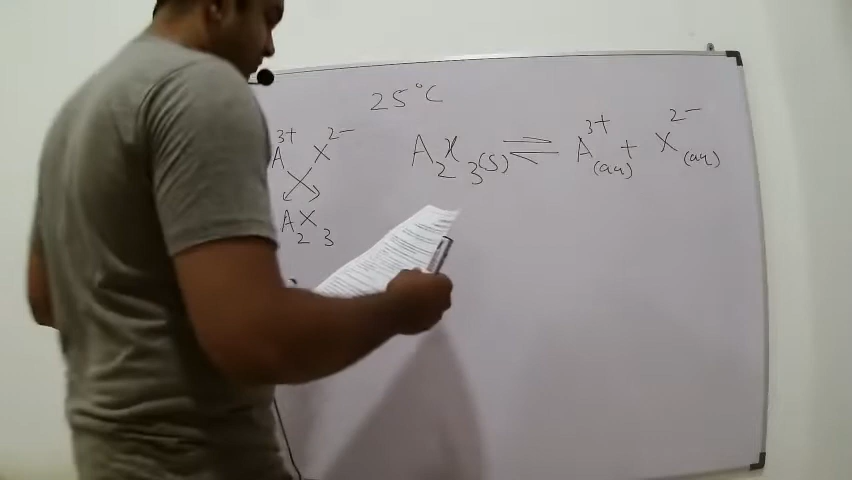 25°C
A³⁺ X²⁻
A₂X₃
A₂X₃(s) ⇌ A³⁺(aq) + X²⁻(aq)